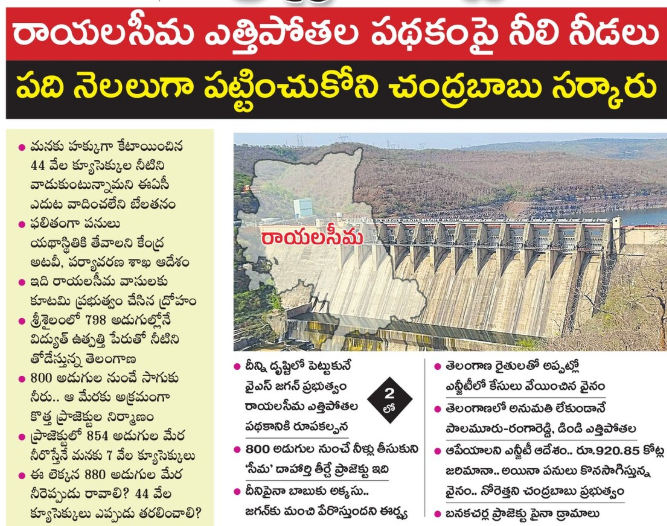 రాయలసీమ ఎత్తిపోతల పథకంపై నీలి నీడలు
పది నెలలుగా పట్టించుకోని చంద్రబాబు సర్కారు
• మనకు హక్కుగా కేటాయించిన
44 వేల క్యూసెక్కుల నీటిని
వాడుకుంటున్నామని ఈఏసీ
ఎదుట వాదించలేని బేలతనం
• ఫలితంగా పనులు
యథాస్థితికి తేవాలని కేంద్ర
అటవీ, పర్యావరణ శాఖ ఆదేశం
• ఇది రాయలసీమ వాసులకు
కూటమి ప్రభుత్వం చేసిన ద్రోహం
• శ్రీశైలంలో 798 అడుగుల్లోనే
విద్యుత్ ఉత్పత్తి పేరుతో నీటిని
తోడేస్తున్న తెలంగాణ
• 800 అడుగుల నుంచే సాగుకు
నీరు.. ఆ మేరకు అక్రమంగా
కొత్త ప్రాజెక్టుల నిర్మాణం
• ప్రాజెక్టులో 854 అడుగుల మేర
నీరొస్తేనే మనకు 7 వేల క్యూసెక్కులు
• ఈ లెక్కన 880 అడుగుల మేర
నీరెప్పుడు రావాలి? 44 వేల
క్యూసెక్కులు ఎప్పుడు తరలించాలి?
రాయలసీమ
• దీన్ని దృష్టిలో పెట్టుకునే
వైఎస్ జగన్ ప్రభుత్వం
రాయలసీమ ఎత్తిపోతల
పథకానికి రూపకల్పన
• 800 అడుగుల నుంచే నీళ్లు తీసుకుని
'సీమ' దాహార్తి తీర్చే ప్రాజెక్టు ఇది
• దీనిపైనా బాబుకు అక్కసు..
జగన్‌కు మంచి పేరొస్తుందని ఈర్ష్య
2
లో
• తెలంగాణ రైతులతో అప్పట్లో
ఎన్జీటీలో కేసులు వేయించిన వైనం
• తెలంగాణలో అనుమతి లేకుండానే
పాలమూరు-రంగారెడ్డి, డిండి ఎత్తిపోతల
• ఆపేయాలని ఎన్జీటీ ఆదేశం.. రూ.920.85 కోట్ల
జరిమానా.. అయినా పనులు కొనసాగిస్తున్న
వైనం.. నోరెత్తని చంద్రబాబు ప్రభుత్వం
• బనకచర్ల ప్రాజెక్టు పైనా డ్రామాలు